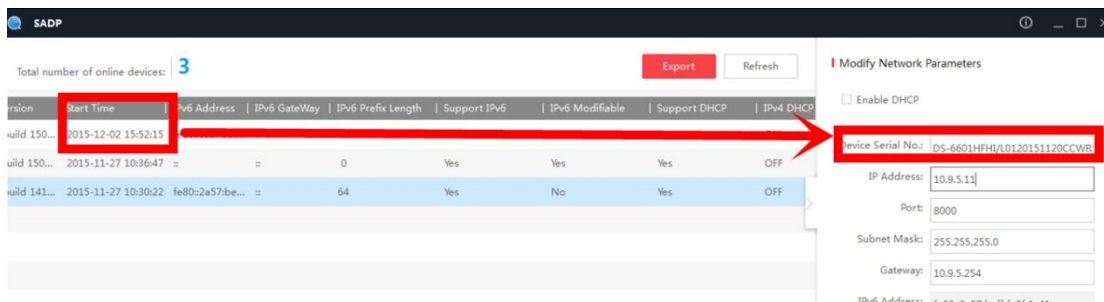 SADP
Total number of online devices: 3
Export Refresh
Start Time | IPv6 GateWay | IPv6 Prefix Length | Support IPv6 | IPv6 Modifiable | Support DHCP | IPv4 DHCP
150... 2015-12-02 15:52:15
150... 2015-11-27 10:36:47 :: :: 0 Yes Yes Yes OFF
141... 2015-11-27 10:30:22 fe80::2a57:be... :: 64 Yes No Yes OFF
Modify Network Parameters
Enable DHCP
Device Serial No.: DS-6601HFHI/L0120151120CCWR
IP Address: 10.9.5.11
Port: 8000
Subnet Mask: 255.255.255.0
Gateway: 10.9.5.254
IPv6 Address: